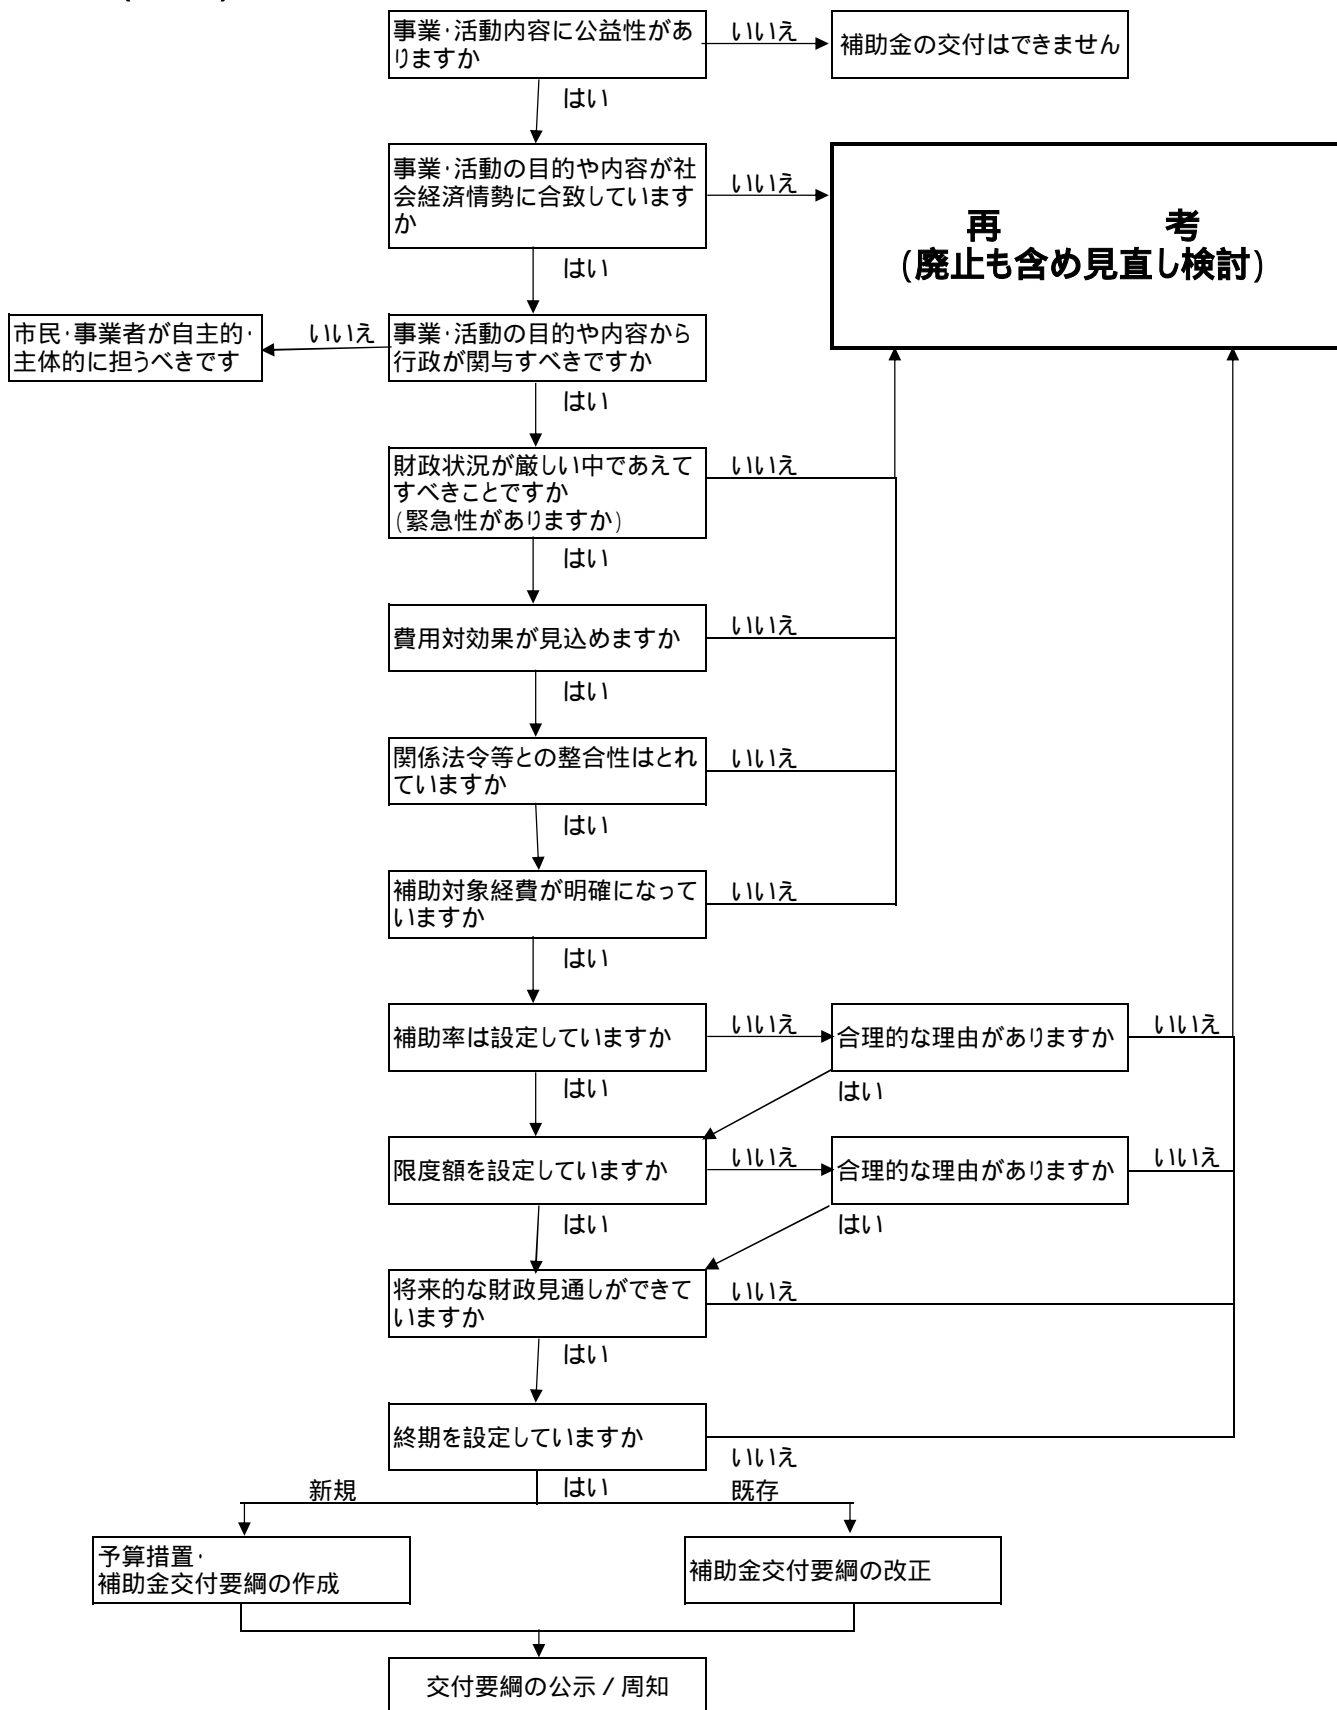 事業・活動内容に公益性があ
りますか
いいえ
補助金の交付はできません
はい
事業・活動の目的や内容が社
会経済情勢に合致しています
か
いいえ
再 考
(廃止も含め見直し検討)
はい
市民・事業者が自主的・
主体的に担うべきです
いいえ
事業・活動の目的や内容から
行政が関与すべきですか
はい
財政状況が厳しい中であえて
すべきことですか
(緊急性がありますか)
いいえ
はい
費用対効果が見込めますか
いいえ
はい
関係法令等との整合性はとれ
ていますか
いいえ
はい
補助対象経費が明確になって
いますか
いいえ
はい
補助率は設定していますか
いいえ
合理的な理由がありますか
いいえ
はい
はい
限度額を設定していますか
いいえ
合理的な理由がありますか
いいえ
はい
はい
将来的な財政見通しができて
いますか
いいえ
はい
終期を設定していますか
いいえ
はい
新規
既存
予算措置・
補助金交付要綱の作成
補助金交付要綱の改正
交付要綱の公示/周知